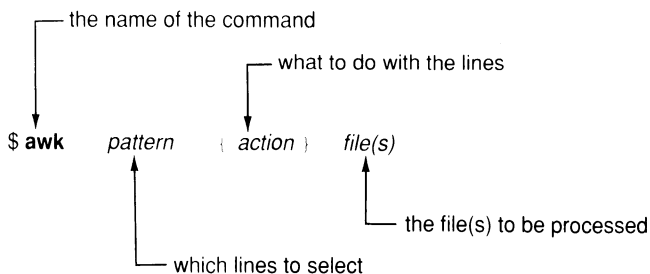 the name of the command
what to do with the lines
$ awk pattern { action } file(s)
the file(s) to be processed
which lines to select